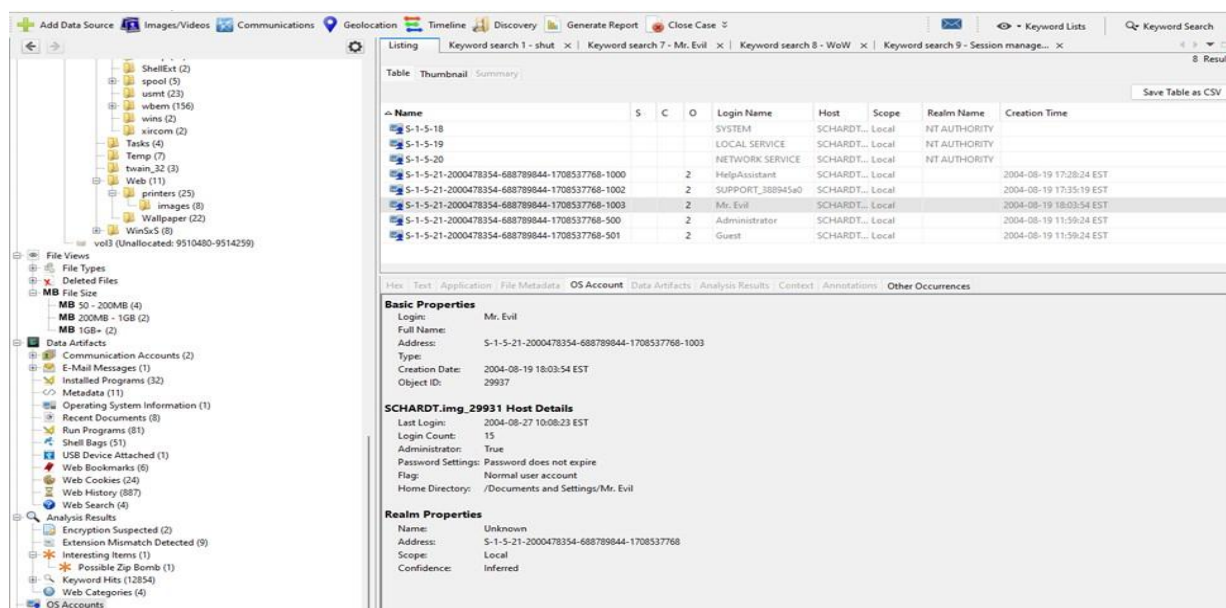 Add Data Source Images/Videos Communications Geolocation Timeline Discovery Generate Report Close Case Keyword Lists Keyword Search
Listing Keyword search 1 - shut x Keyword search 7 - Mr. Evil x Keyword search 8 - WoW x Keyword search 9 - Session manage... x
8 Resul
Table Thumbnail Summary
Save Table as CSV
Name S C O Login Name Host Scope Realm Name Creation Time
S-1-5-18 SYSTEM SCHARDT... Local NT AUTHORITY
S-1-5-19 LOCAL SERVICE SCHARDT... Local NT AUTHORITY
S-1-5-20 NETWORK SERVICE SCHARDT... Local NT AUTHORITY
S-1-5-21-2000478354-688789844-1708537768-1000 2 HelpAssistant SCHARDT... Local 2004-08-19 17:28:24 EST
S-1-5-21-2000478354-688789844-1708537768-1002 2 SUPPORT_388945a0 SCHARDT... Local 2004-08-19 17:35:19 EST
S-1-5-21-2000478354-688789844-1708537768-1003 2 Mr. Evil SCHARDT... Local 2004-08-19 18:03:54 EST
S-1-5-21-2000478354-688789844-1708537768-500 2 Administrator SCHARDT... Local 2004-08-19 11:59:24 EST
S-1-5-21-2000478354-688789844-1708537768-501 2 Guest SCHARDT... Local 2004-08-19 11:59:24 EST
ShellExt (2)
spool (5)
usmt (23)
wbem (156)
wins (2)
xircom (2)
Tasks (4)
Temp (7)
twain_32 (3)
Web (11)
printers (25)
images (8)
Wallpaper (22)
WinSxS (8)
vol3 (Unallocated: 9510480-9514259)
File Views
File Types
Deleted Files
MB File Size
MB 50 - 200MB (4)
MB 200MB - 1GB (2)
MB 1GB+ (2)
Data Artifacts
Communication Accounts (2)
E-Mail Messages (1)
Installed Programs (32)
Metadata (11)
Operating System Information (1)
Recent Documents (8)
Run Programs (81)
Shell Bags (51)
USB Device Attached (1)
Web Bookmarks (6)
Web Cookies (24)
Web History (887)
Web Search (4)
Analysis Results
Encryption Suspected (2)
Extension Mismatch Detected (9)
Interesting Items (1)
Possible Zip Bomb (1)
Keyword Hits (12854)
Web Categories (4)
OS Accounts
Hex Text Application File Metadata OS Account Data Artifacts Analysis Results Context Annotations Other Occurrences
Basic Properties
Login: Mr. Evil
Full Name:
Address: S-1-5-21-2000478354-688789844-1708537768-1003
Type:
Creation Date: 2004-08-19 18:03:54 EST
Object ID: 29937
SCHARDT.img_29931 Host Details
Last Login: 2004-08-27 10:08:23 EST
Login Count: 15
Administrator: True
Password Settings: Password does not expire
Flag: Normal user account
Home Directory: /Documents and Settings/Mr. Evil
Realm Properties
Name: Unknown
Address: S-1-5-21-2000478354-688789844-1708537768
Scope: Local
Confidence: Inferred